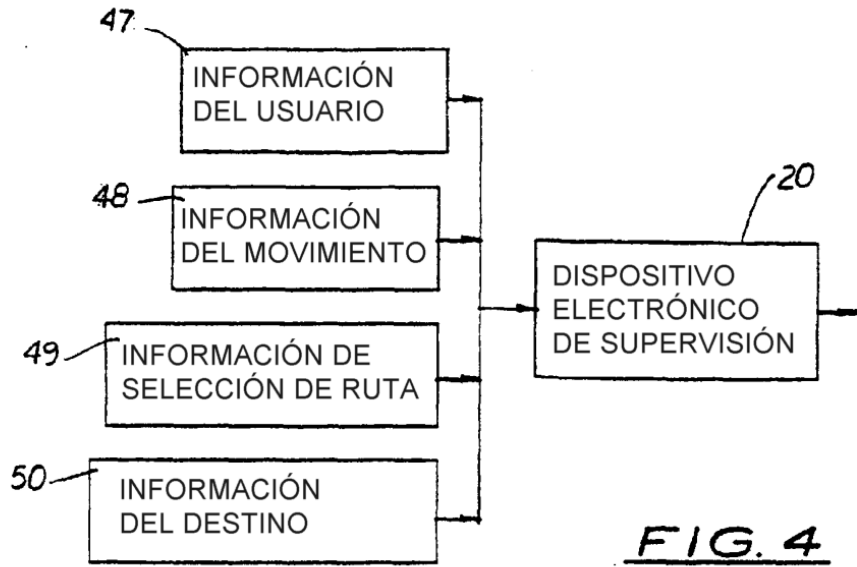 47
INFORMACIÓN
DEL USUARIO
48
INFORMACIÓN
DEL MOVIMIENTO
49
INFORMACIÓN DE
SELECCIÓN DE RUTA
50
INFORMACIÓN
DEL DESTINO
20
DISPOSITIVO
ELECTRÓNICO
DE SUPERVISIÓN
FIG. 4